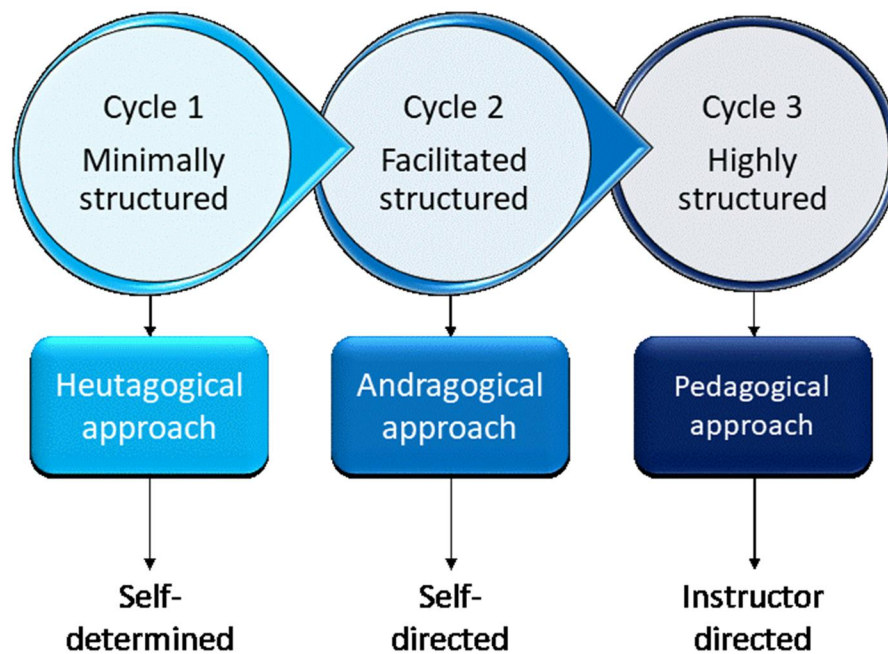 Cycle 1
Minimally
structured
Cycle 2
Facilitated
structured
Cycle 3
Highly
structured
Heutagogical
approach
Andragogical
approach
Pedagogical
approach
Self-
determined
Self-
directed
Instructor
directed